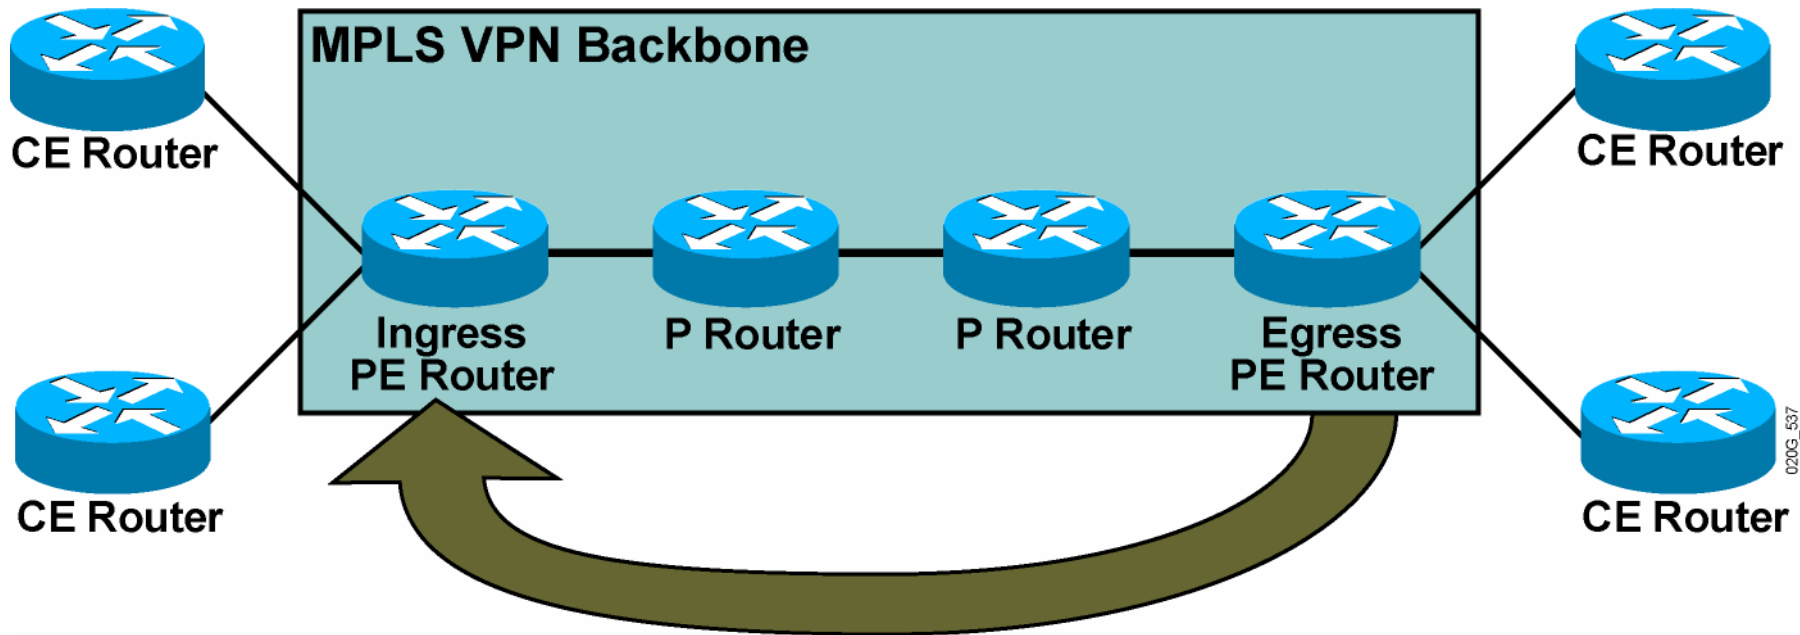 MPLS VPN Backbone
CE Router
CE Router
Ingress
PE Router
P Router
P Router
Egress
PE Router
CE Router
CE Router
020G_537